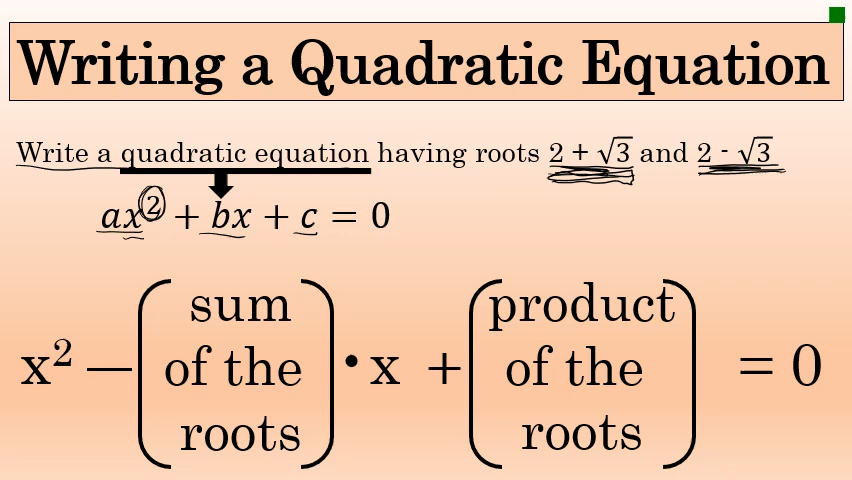 Writing a Quadratic Equation
Write a quadratic equation having roots 2 + √3 and 2 - √3
ax² + bx + c = 0
x² — (sum of the roots) • x + (product of the roots) = 0